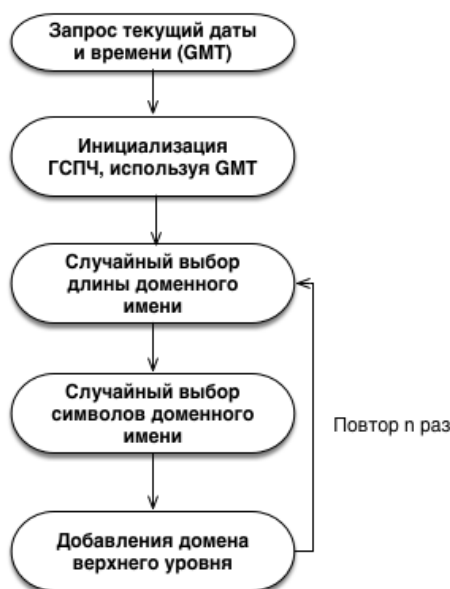 Запрос текущий даты
и времени (GMT)
Инициализация
ГСПЧ, используя GMT
Случайный выбор
длины доменного
имени
Случайный выбор
символов доменного
имени
Повтор n раз
Добавления домена
верхнего уровня